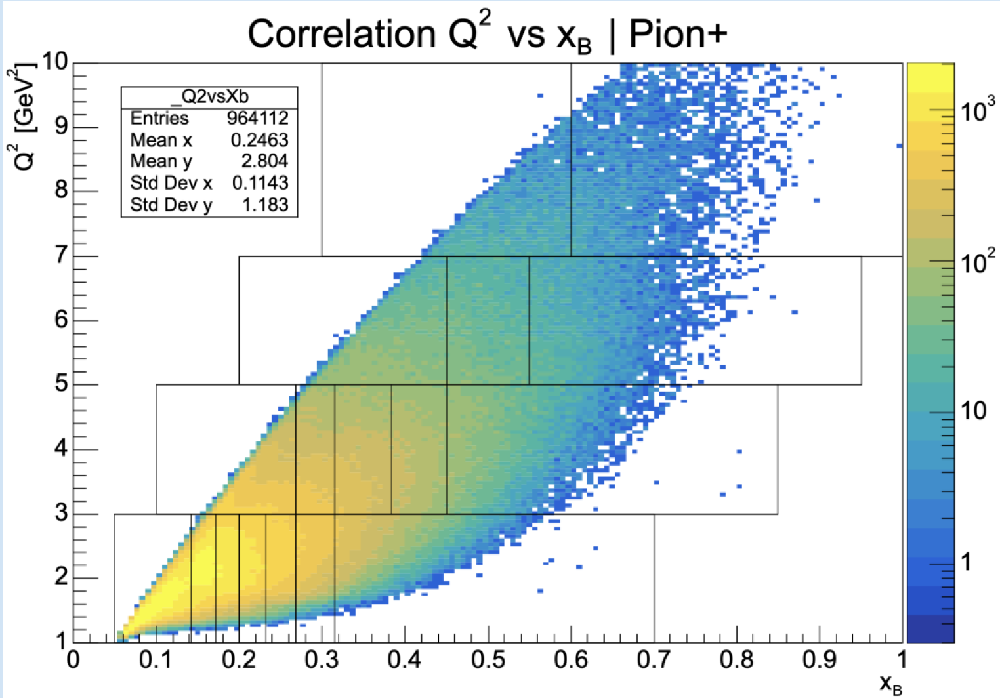 Correlation Q² vs x_B | Pion+
Q² [GeV²]
10
9
8
7
6
5
4
3
2
1
_Q2vsXb
Entries 964112
Mean x 0.2463
Mean y 2.804
Std Dev x 0.1143
Std Dev y 1.183
10³
10²
10
1
0 0.1 0.2 0.3 0.4 0.5 0.6 0.7 0.8 0.9 1
x_B